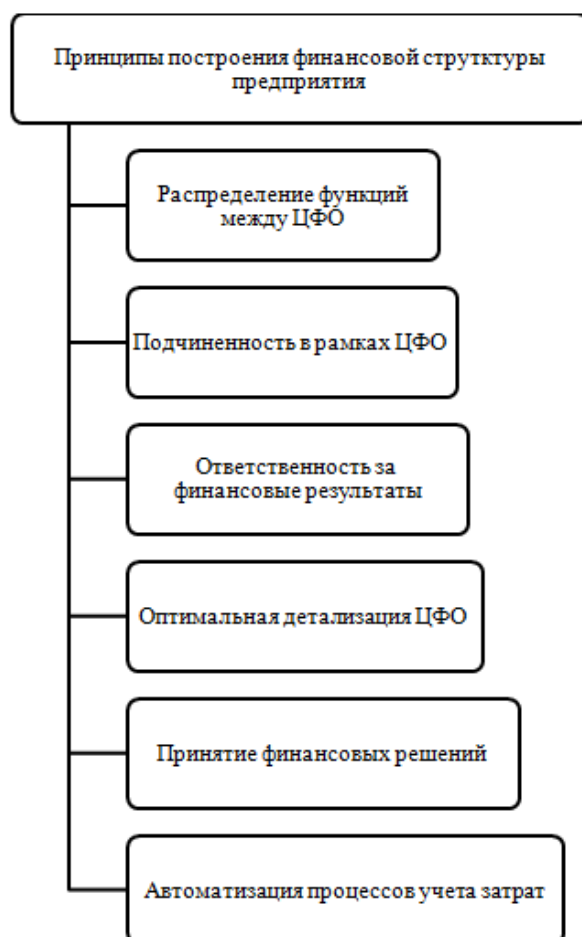 Принципы построения финансовой струтктуры
предприятия
Распределение функций
между ЦФО
Подчиненность в рамках ЦФО
Ответственность за
финансовые результаты
Оптимальная детализация ЦФО
Принятие финансовых решений
Автоматизация процессов учета затрат